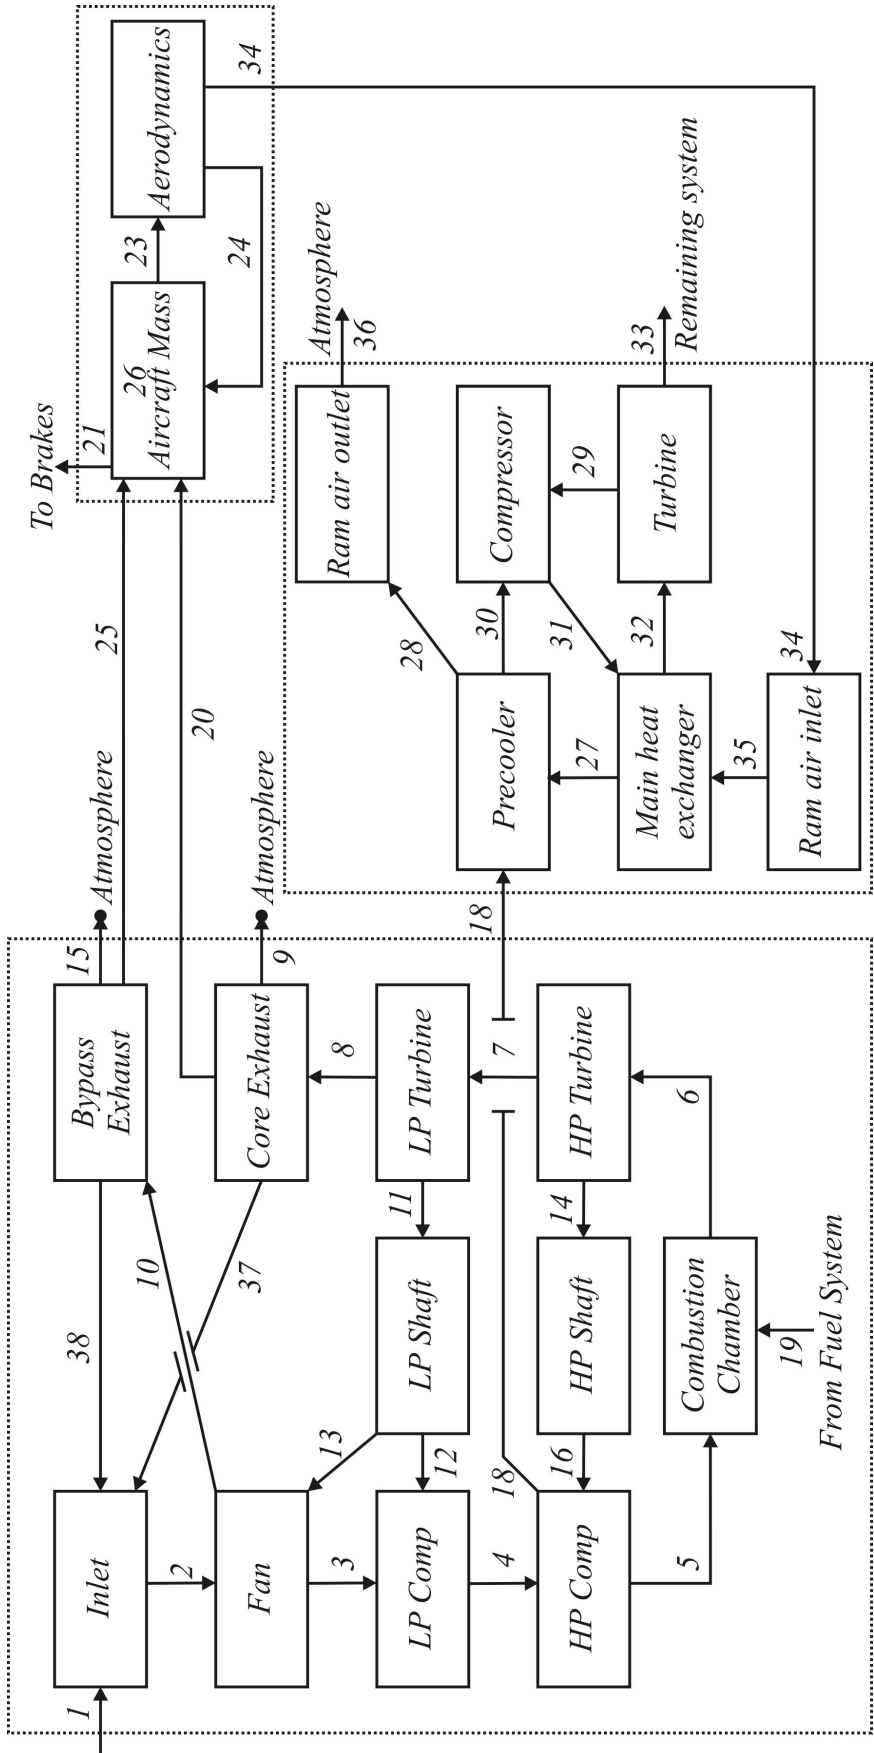 1
Inlet
2
Fan
3
LP Comp
4
HP Comp
5
38
10
37
13
12
18
16
LP Shaft
HP Shaft
Combustion
Chamber
19
From Fuel System
11
14
6
Bypass
Exhaust
Core Exhaust
8
LP Turbine
7
HP Turbine
15
Atmosphere
9
Atmosphere
18
25
20
To Brakes
21
26
Aircraft Mass
23
24
Aerodynamics
34
Precooler
27
Main heat
exchanger
35
Ram air inlet
34
28
30
31
32
Ram air outlet
Compressor
29
Turbine
36
Atmosphere
33
Remaining system